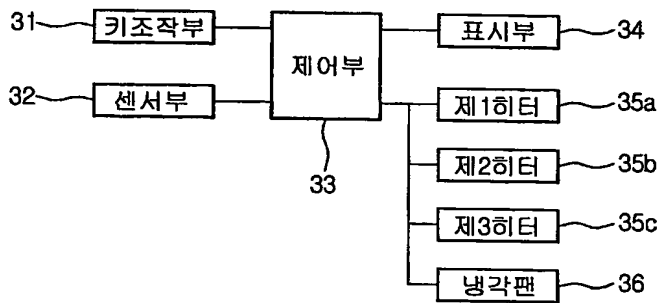 31 키조작부 제어부 표시부 34
32 센서부 제1히터 35a
33 제2히터 35b
제3히터 35c
냉각팬 36